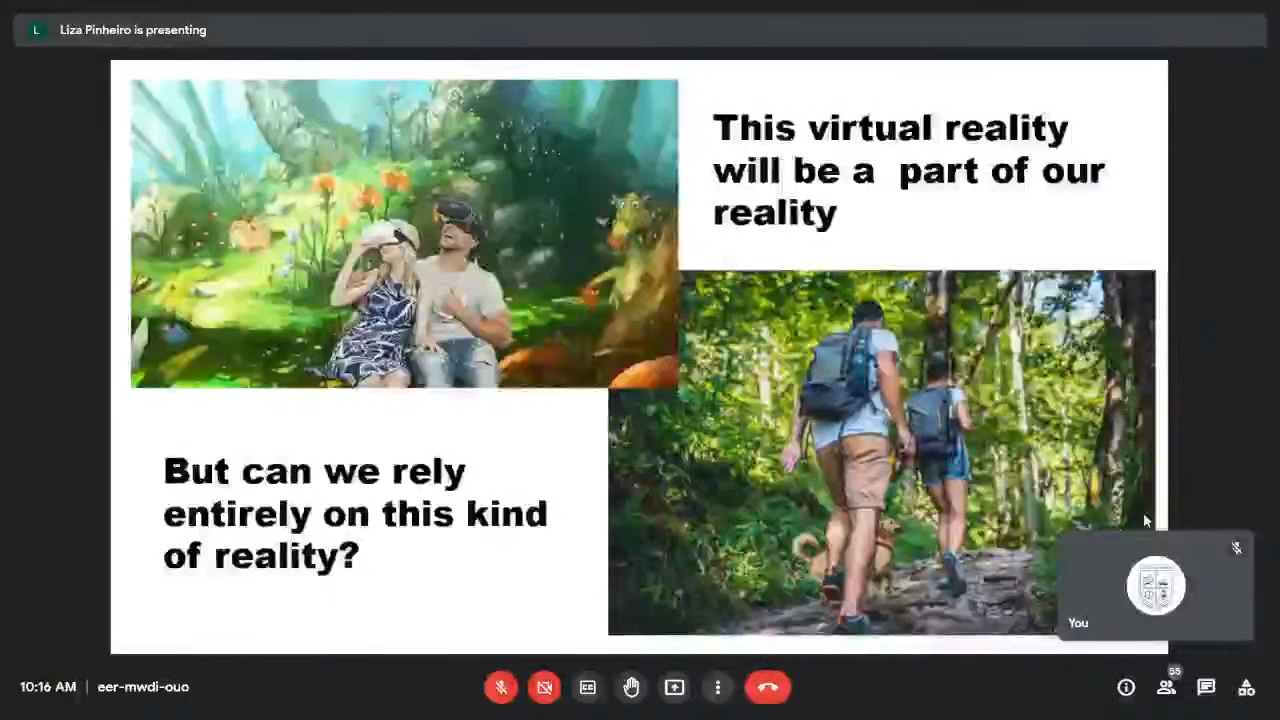 L Liza Pinheiro is presenting
This virtual reality
will be a part of our
reality
But can we rely
entirely on this kind
of reality?
You
10:16 AM | eer-mwdi-ouo
55